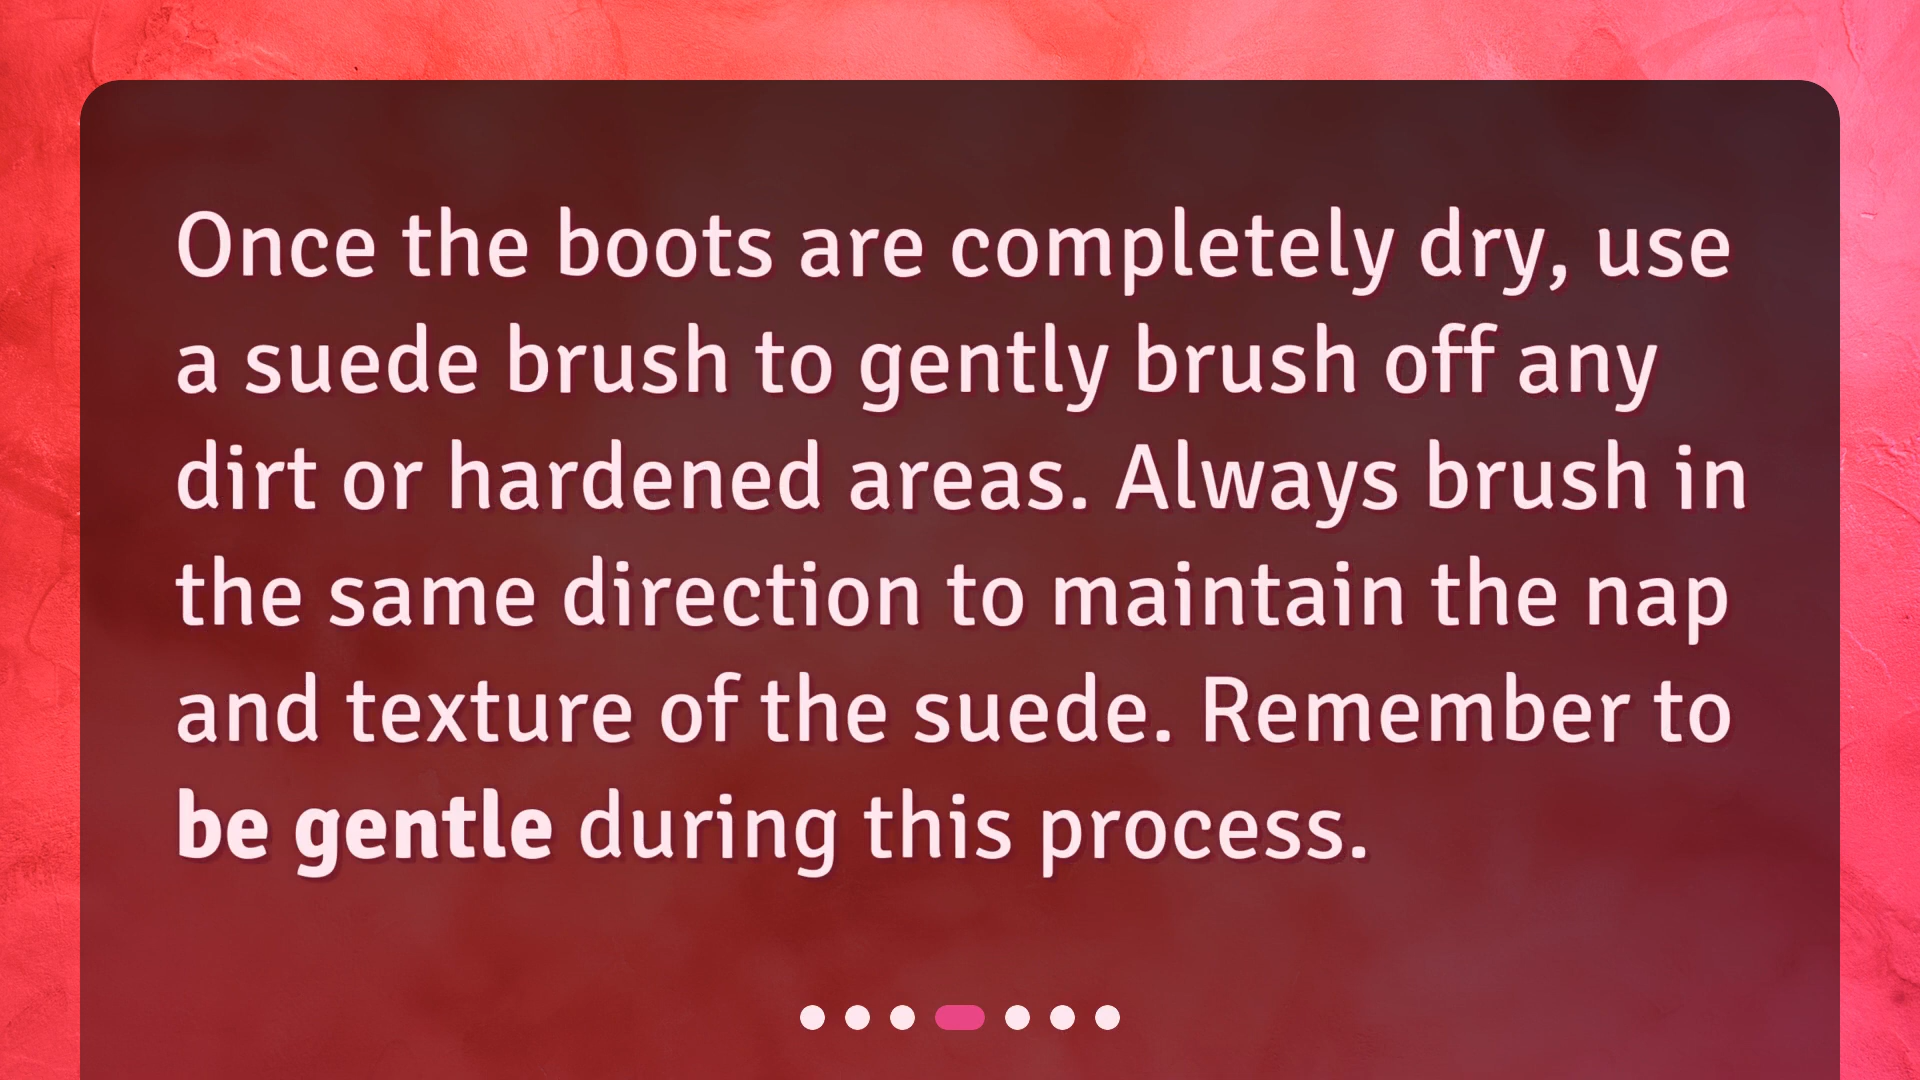 Once the boots are completely dry, use
a suede brush to gently brush off any
dirt or hardened areas. Always brush in
the same direction to maintain the nap
and texture of the suede. Remember to
be gentle during this process.